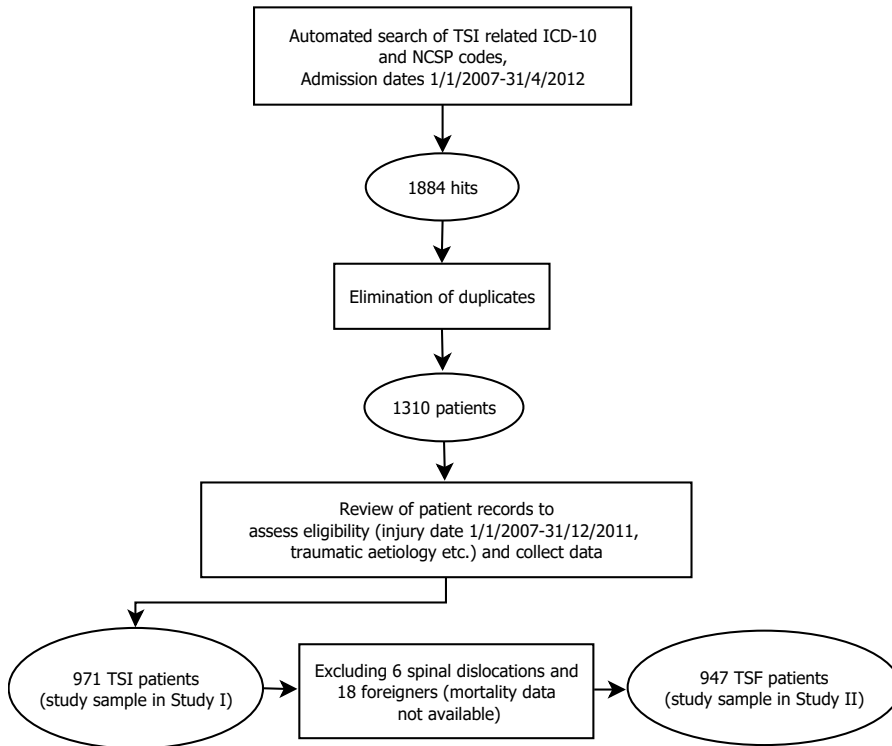 Automated search of TSI related ICD-10
and NCSP codes,
Admission dates 1/1/2007-31/4/2012
1884 hits
Elimination of duplicates
1310 patients
Review of patient records to
assess eligibility (injury date 1/1/2007-31/12/2011,
traumatic aetiology etc.) and collect data
971 TSI patients
(study sample in Study I)
Excluding 6 spinal dislocations and
18 foreigners (mortality data
not available)
947 TSF patients
(study sample in Study II)